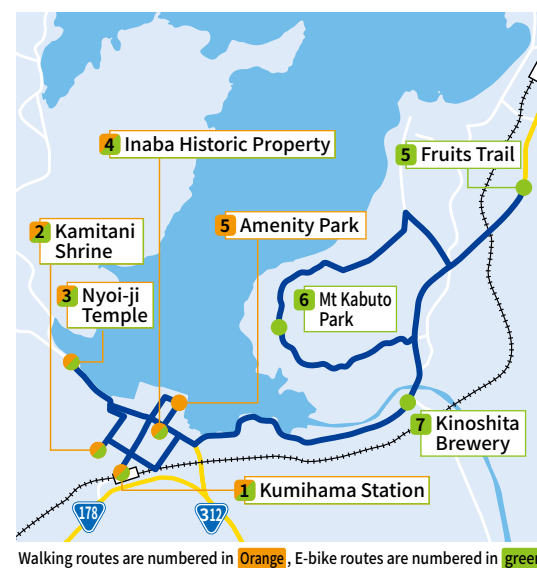 4 Inaba Historic Property
5 Fruits Trail
2 Kamitani
Shrine
5 Amenity Park
3 Nyoi-ji
Temple
6 Mt Kabuto
Park
7 Kinoshita
Brewery
1 Kumihama Station
178
312
Walking routes are numbered in Orange, E-bike routes are numbered in green